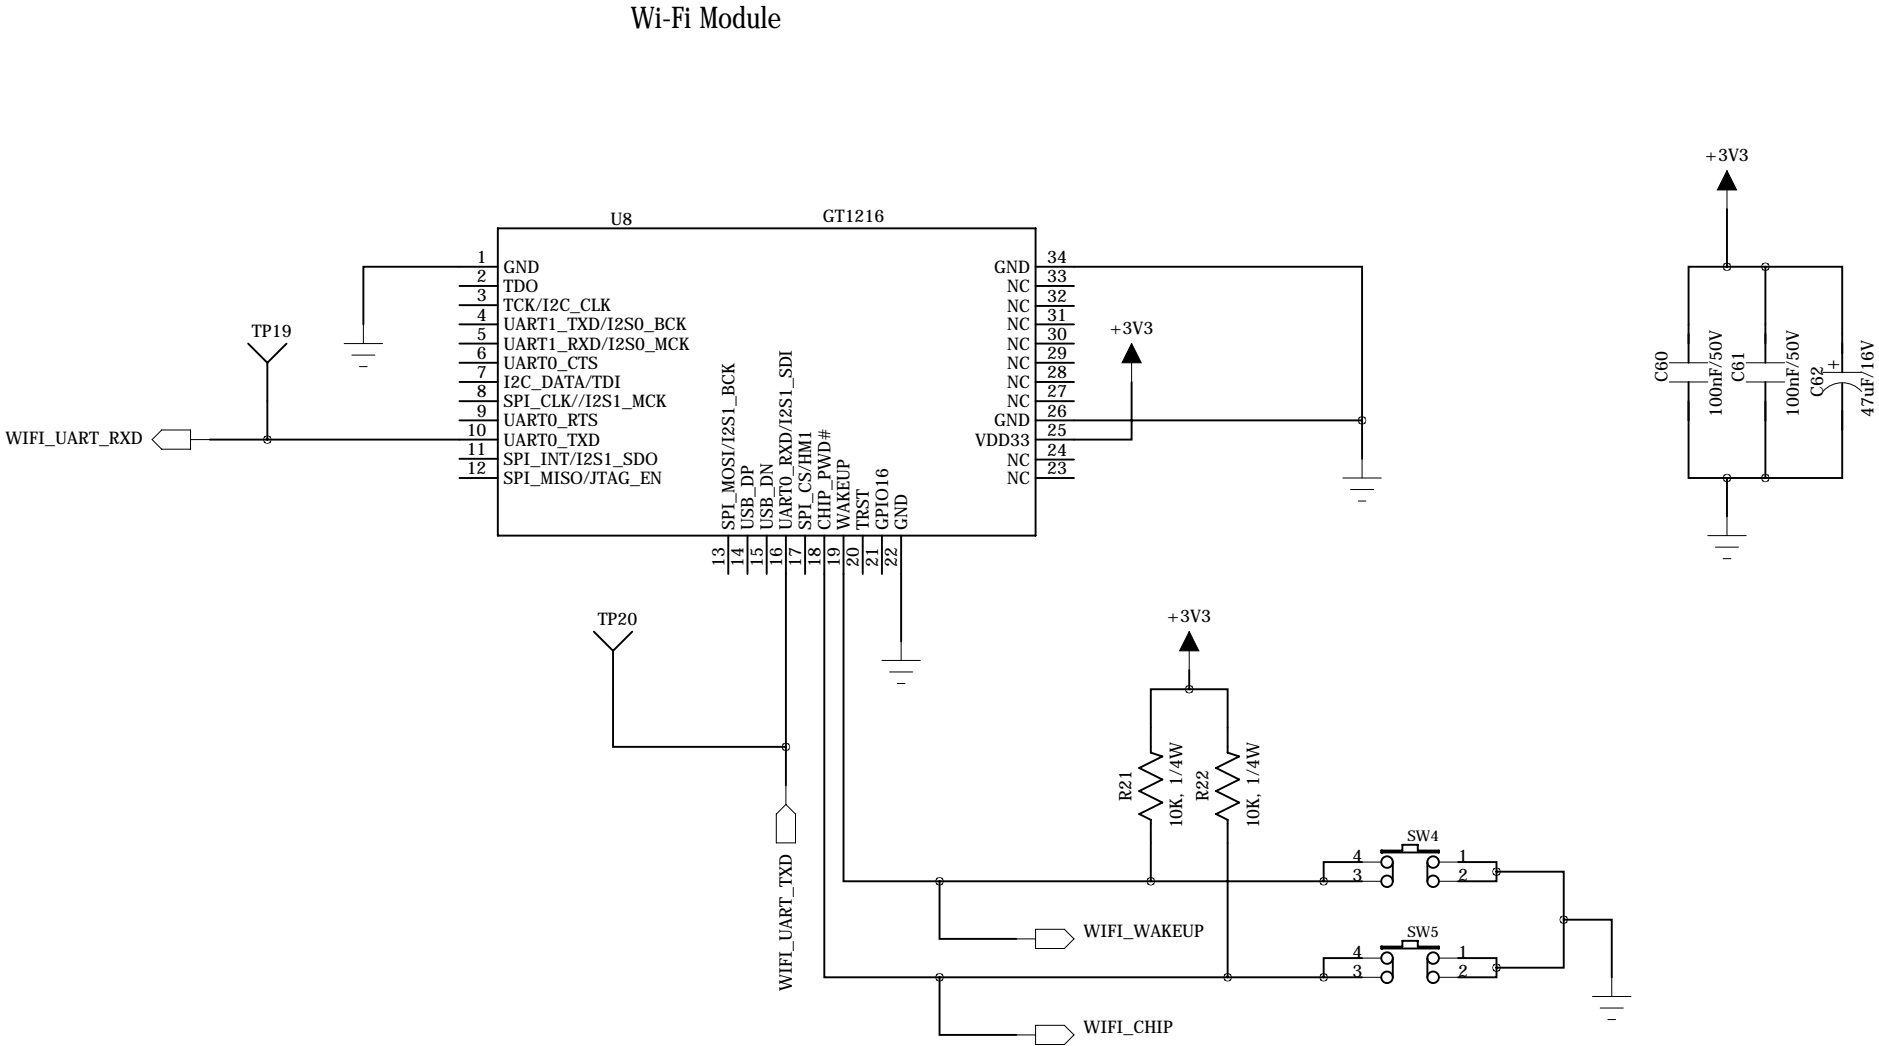 Wi-Fi Module
+3V3
U8
GT1216
1
GND
2
TDO
3
TCK/I2C_CLK
4
UART1_TXD/I2S0_BCK
5
UART1_RXD/I2S0_MCK
6
UART0_CTS
7
I2C_DATA/TDI
8
SPI_CLK//I2S1_MCK
9
UART0_RTS
10
UART0_TXD
11
SPI_INT/I2S1_SDO
12
SPI_MISO/JTAG_EN
34
GND
33
NC
32
NC
31
NC
30
NC
29
NC
28
NC
27
NC
26
GND
25
VDD33
24
NC
23
NC
SPI_MOSI/I2S1_BCK
USB_DP
USB_DN
UART0_RXD/I2S1_SDI
SPI_CS/HM1
CHIP_PWD#
WAKEUP
TRST
GPIO16
GND
13
14
15
16
17
18
19
20
21
22
TP19
WIFI_UART_RXD
+3V3
C60
100nF/50V
C61
100nF/50V
C62
+
47uF/16V
TP20
+3V3
R21
10K, 1/4W
R22
10K, 1/4W
WIFI_UART_TXD
SW4
4
1
3
2
WIFI_WAKEUP
SW5
4
1
3
2
WIFI_CHIP